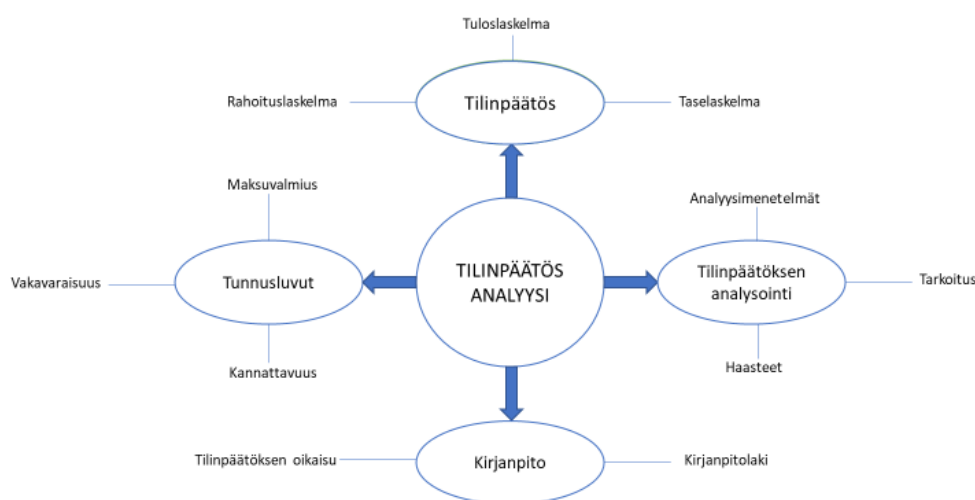 Tuloslaskelma
Rahoituslaskelma
Tilinpäätös
Taselaskelma
Maksuvalmius
Analyysimenetelmät
Vakavaraisuus
Tunnusluvut
TILINPÄÄTÖS
ANALYYSI
Tilinpäätöksen
analysointi
Tarkoitus
Kannattavuus
Haasteet
Tilinpäätöksen oikaisu
Kirjanpito
Kirjanpitolaki